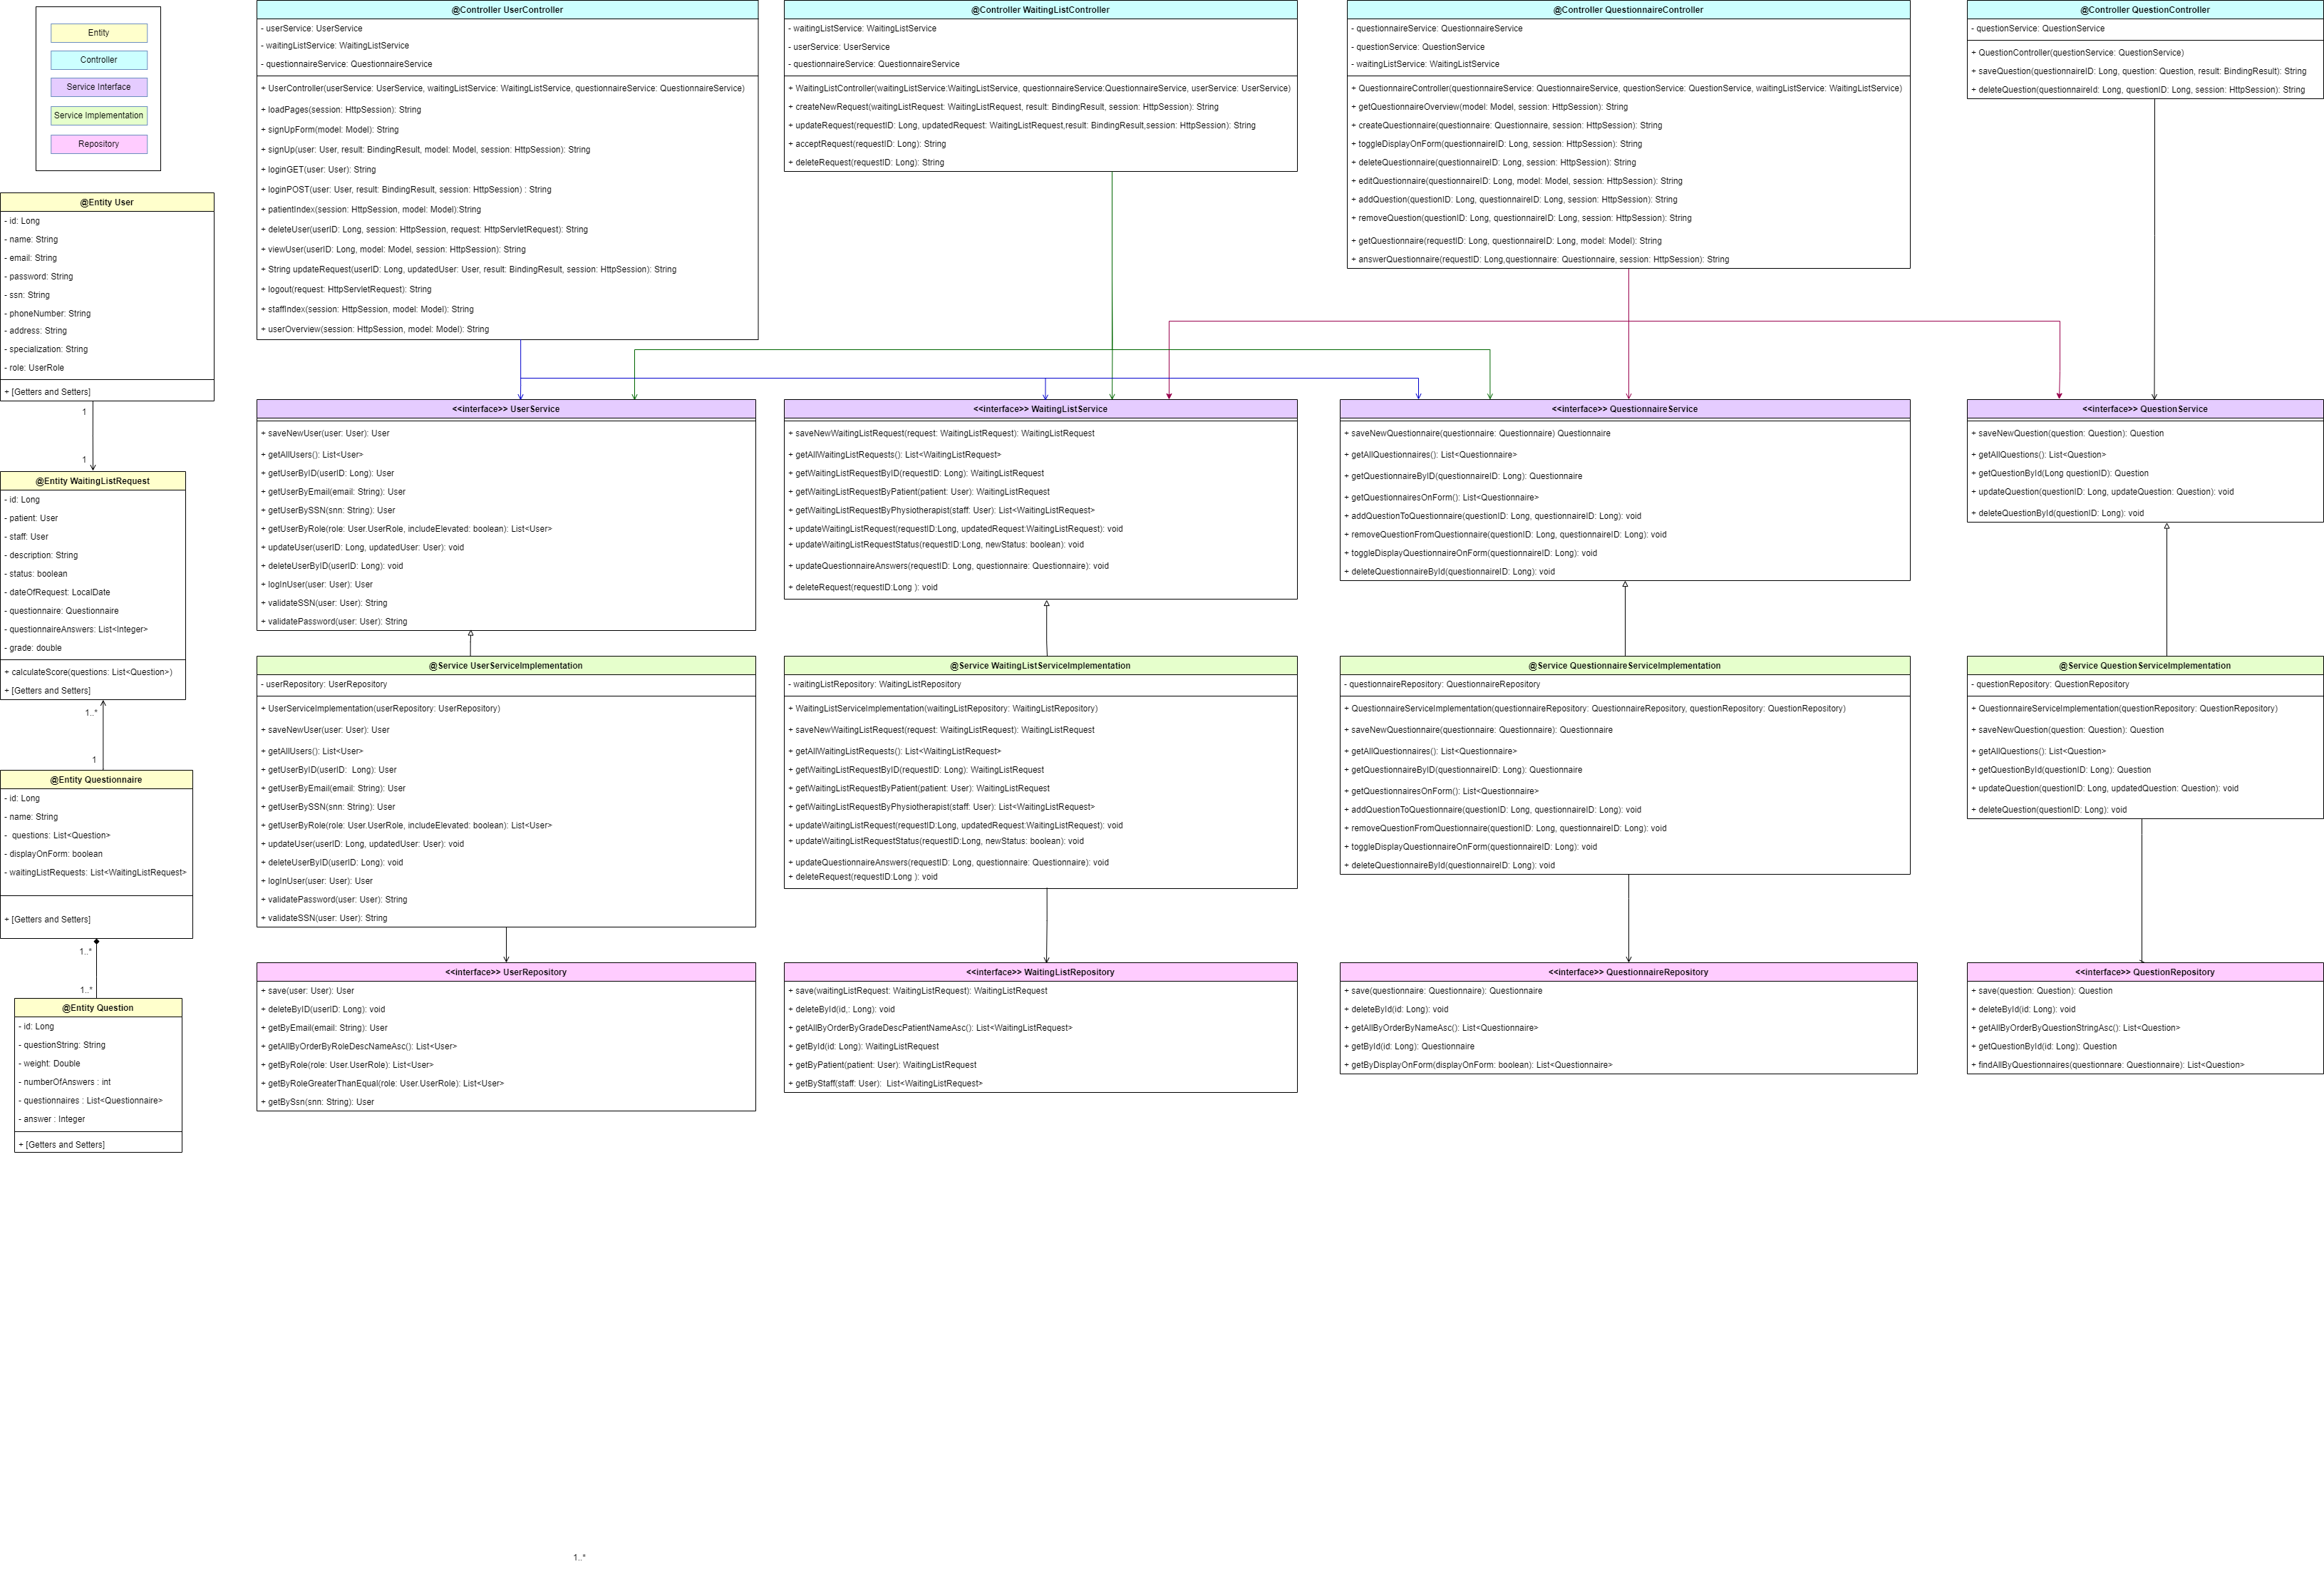 Entity
Controller
Service Interface
Service Implementation
Repository
@Entity User
- id: Long
- name: String
- email: String
- password: String
- ssn: String
- phoneNumber: String
- address: String
- specialization: String
- role: UserRole
+ [Getters and Setters]
1
1
@Entity WaitingListRequest
- id: Long
- patient: User
- staff: User
- description: String
- status: boolean
- dateOfRequest: LocalDate
- questionnaire: Questionnaire
- questionnaireAnswers: List<Integer>
- grade: double
+ calculateScore(questions: List<Question>)
+ [Getters and Setters]
1..*
1
@Entity Questionnaire
- id: Long
- name: String
- questions: List<Question>
- displayOnForm: boolean
- waitingListRequests: List<WaitingListRequest>
+ [Getters and Setters]
1..*
1..*
@Entity Question
- id: Long
- questionString: String
- weight: Double
- numberOfAnswers : int
- questionnaires : List<Questionnaire>
- answer : Integer
+ [Getters and Setters]
@Controller UserController
- userService: UserService
- waitingListService: WaitingListService
- questionnaireService: QuestionnaireService
+ UserController(userService: UserService, waitingListService: WaitingListService, questionnaireService: QuestionnaireService)
+ loadPages(session: HttpSession): String
+ signUpForm(model: Model): String
+ signUp(user: User, result: BindingResult, model: Model, session: HttpSession): String
+ loginGET(user: User): String
+ loginPOST(user: User, result: BindingResult, session: HttpSession) : String
+ patientIndex(session: HttpSession, model: Model):String
+ deleteUser(userID: Long, session: HttpSession, request: HttpServletRequest): String
+ viewUser(userID: Long, model: Model, session: HttpSession): String
+ String updateRequest(userID: Long, updatedUser: User, result: BindingResult, session: HttpSession): String
+ logout(request: HttpServletRequest): String
+ staffIndex(session: HttpSession, model: Model): String
+ userOverview(session: HttpSession, model: Model): String
@Controller WaitingListController
- waitingListService: WaitingListService
- userService: UserService
- questionnaireService: QuestionnaireService
+ WaitingListController(waitingListService:WaitingListService, questionnaireService:QuestionnaireService, userService: UserService)
+ createNewRequest(waitingListRequest: WaitingListRequest, result: BindingResult, session: HttpSession): String
+ updateRequest(requestID: Long, updatedRequest: WaitingListRequest,result: BindingResult,session: HttpSession): String
+ acceptRequest(requestID: Long): String
+ deleteRequest(requestID: Long): String
@Controller QuestionnaireController
- questionnaireService: QuestionnaireService
- questionService: QuestionService
- waitingListService: WaitingListService
+ QuestionnaireController(questionnaireService: QuestionnaireService, questionService: QuestionService, waitingListService: WaitingListService)
+ getQuestionnaireOverview(model: Model, session: HttpSession): String
+ createQuestionnaire(questionnaire: Questionnaire, session: HttpSession): String
+ toggleDisplayOnForm(questionnaireID: Long, session: HttpSession): String
+ deleteQuestionnaire(questionnaireID: Long, session: HttpSession): String
+ editQuestionnaire(questionnaireID: Long, model: Model, session: HttpSession): String
+ addQuestion(questionID: Long, questionnaireID: Long, session: HttpSession): String
+ removeQuestion(questionID: Long, questionnaireID: Long, session: HttpSession): String
+ getQuestionnaire(requestID: Long, questionnaireID: Long, model: Model): String
+ answerQuestionnaire(requestID: Long,questionnaire: Questionnaire, session: HttpSession): String
@Controller QuestionController
- questionService: QuestionService
+ QuestionController(questionService: QuestionService)
+ saveQuestion(questionnaireID: Long, question: Question, result: BindingResult): String
+ deleteQuestion(questionnaireId: Long, questionID: Long, session: HttpSession): String
<<interface>> UserService
+ saveNewUser(user: User): User
+ getAllUsers(): List<User>
+ getUserByID(userID: Long): User
+ getUserByEmail(email: String): User
+ getUserBySSN(snn: String): User
+ getUserByRole(role: User.UserRole, includeElevated: boolean): List<User>
+ updateUser(userID: Long, updatedUser: User): void
+ deleteUserByID(userID: Long): void
+ logInUser(user: User): User
+ validateSSN(user: User): String
+ validatePassword(user: User): String
<<interface>> WaitingListService
+ saveNewWaitingListRequest(request: WaitingListRequest): WaitingListRequest
+ getAllWaitingListRequests(): List<WaitingListRequest>
+ getWaitingListRequestByID(requestID: Long): WaitingListRequest
+ getWaitingListRequestByPatient(patient: User): WaitingListRequest
+ getWaitingListRequestByPhysiotherapist(staff: User): List<WaitingListRequest>
+ updateWaitingListRequest(requestID:Long, updatedRequest:WaitingListRequest): void
+ updateWaitingListRequestStatus(requestID:Long, newStatus: boolean): void
+ updateQuestionnaireAnswers(requestID: Long, questionnaire: Questionnaire): void
+ deleteRequest(requestID:Long ): void
<<interface>> QuestionnaireService
+ saveNewQuestionnaire(questionnaire: Questionnaire) Questionnaire
+ getAllQuestionnaires(): List<Questionnaire>
+ getQuestionnaireByID(questionnaireID: Long): Questionnaire
+ getQuestionnairesOnForm(): List<Questionnaire>
+ addQuestionToQuestionnaire(questionID: Long, questionnaireID: Long): void
+ removeQuestionFromQuestionnaire(questionID: Long, questionnaireID: Long): void
+ toggleDisplayQuestionnaireOnForm(questionnaireID: Long): void
+ deleteQuestionnaireById(questionnaireID: Long): void
<<interface>> QuestionService
+ saveNewQuestion(question: Question): Question
+ getAllQuestions(): List<Question>
+ getQuestionById(Long questionID): Question
+ updateQuestion(questionID: Long, updateQuestion: Question): void
+ deleteQuestionById(questionID: Long): void
@Service UserServiceImplementation
- userRepository: UserRepository
+ UserServiceImplementation(userRepository: UserRepository)
+ saveNewUser(user: User): User
+ getAllUsers(): List<User>
+ getUserByID(userID: Long): User
+ getUserByEmail(email: String): User
+ getUserBySSN(snn: String): User
+ getUserByRole(role: User.UserRole, includeElevated: boolean): List<User>
+ updateUser(userID: Long, updatedUser: User): void
+ deleteUserByID(userID: Long): void
+ logInUser(user: User): User
+ validatePassword(user: User): String
+ validateSSN(user: User): String
@Service WaitingListServiceImplementation
- waitingListRepository: WaitingListRepository
+ WaitingListServiceImplementation(waitingListRepository: WaitingListRepository)
+ saveNewWaitingListRequest(request: WaitingListRequest): WaitingListRequest
+ getAllWaitingListRequests(): List<WaitingListRequest>
+ getWaitingListRequestByID(requestID: Long): WaitingListRequest
+ getWaitingListRequestByPatient(patient: User): WaitingListRequest
+ getWaitingListRequestByPhysiotherapist(staff: User): List<WaitingListRequest>
+ updateWaitingListRequest(requestID:Long, updatedRequest:WaitingListRequest): void
+ updateWaitingListRequestStatus(requestID:Long, newStatus: boolean): void
+ updateQuestionnaireAnswers(requestID: Long, questionnaire: Questionnaire): void
+ deleteRequest(requestID:Long ): void
@Service QuestionnaireServiceImplementation
- questionnaireRepository: QuestionnaireRepository
+ QuestionnaireServiceImplementation(questionnaireRepository: QuestionnaireRepository, questionRepository: QuestionRepository)
+ saveNewQuestionnaire(questionnaire: Questionnaire): Questionnaire
+ getAllQuestionnaires(): List<Questionnaire>
+ getQuestionnaireByID(questionnaireID: Long): Questionnaire
+ getQuestionnairesOnForm(): List<Questionnaire>
+ addQuestionToQuestionnaire(questionID: Long, questionnaireID: Long): void
+ removeQuestionFromQuestionnaire(questionID: Long, questionnaireID: Long): void
+ toggleDisplayQuestionnaireOnForm(questionnaireID: Long): void
+ deleteQuestionnaireById(questionnaireID: Long): void
@Service QuestionServiceImplementation
- questionRepository: QuestionRepository
+ QuestionnaireServiceImplementation(questionRepository: QuestionRepository)
+ saveNewQuestion(question: Question): Question
+ getAllQuestions(): List<Question>
+ getQuestionById(questionID: Long): Question
+ updateQuestion(questionID: Long, updatedQuestion: Question): void
+ deleteQuestion(questionID: Long): void
<<interface>> UserRepository
+ save(user: User): User
+ deleteByID(userID: Long): void
+ getByEmail(email: String): User
+ getAllByOrderByRoleDescNameAsc(): List<User>
+ getByRole(role: User.UserRole): List<User>
+ getByRoleGreaterThanEqual(role: User.UserRole): List<User>
+ getBySsn(snn: String): User
<<interface>> WaitingListRepository
+ save(waitingListRequest: WaitingListRequest): WaitingListRequest
+ deleteById(id,: Long): void
+ getAllByOrderByGradeDescPatientNameAsc(): List<WaitingListRequest>
+ getById(id: Long): WaitingListRequest
+ getByPatient(patient: User): WaitingListRequest
+ getByStaff(staff: User): List<WaitingListRequest>
<<interface>> QuestionnaireRepository
+ save(questionnaire: Questionnaire): Questionnaire
+ deleteById(id: Long): void
+ getAllByOrderByNameAsc(): List<Questionnaire>
+ getById(id: Long): Questionnaire
+ getByDisplayOnForm(displayOnForm: boolean): List<Questionnaire>
<<interface>> QuestionRepository
+ save(question: Question): Question
+ deleteById(id: Long): void
+ getAllByOrderByQuestionStringAsc(): List<Question>
+ getQuestionById(id: Long): Question
+ findAllByQuestionnaires(questionnare: Questionnaire): List<Question>
1..*